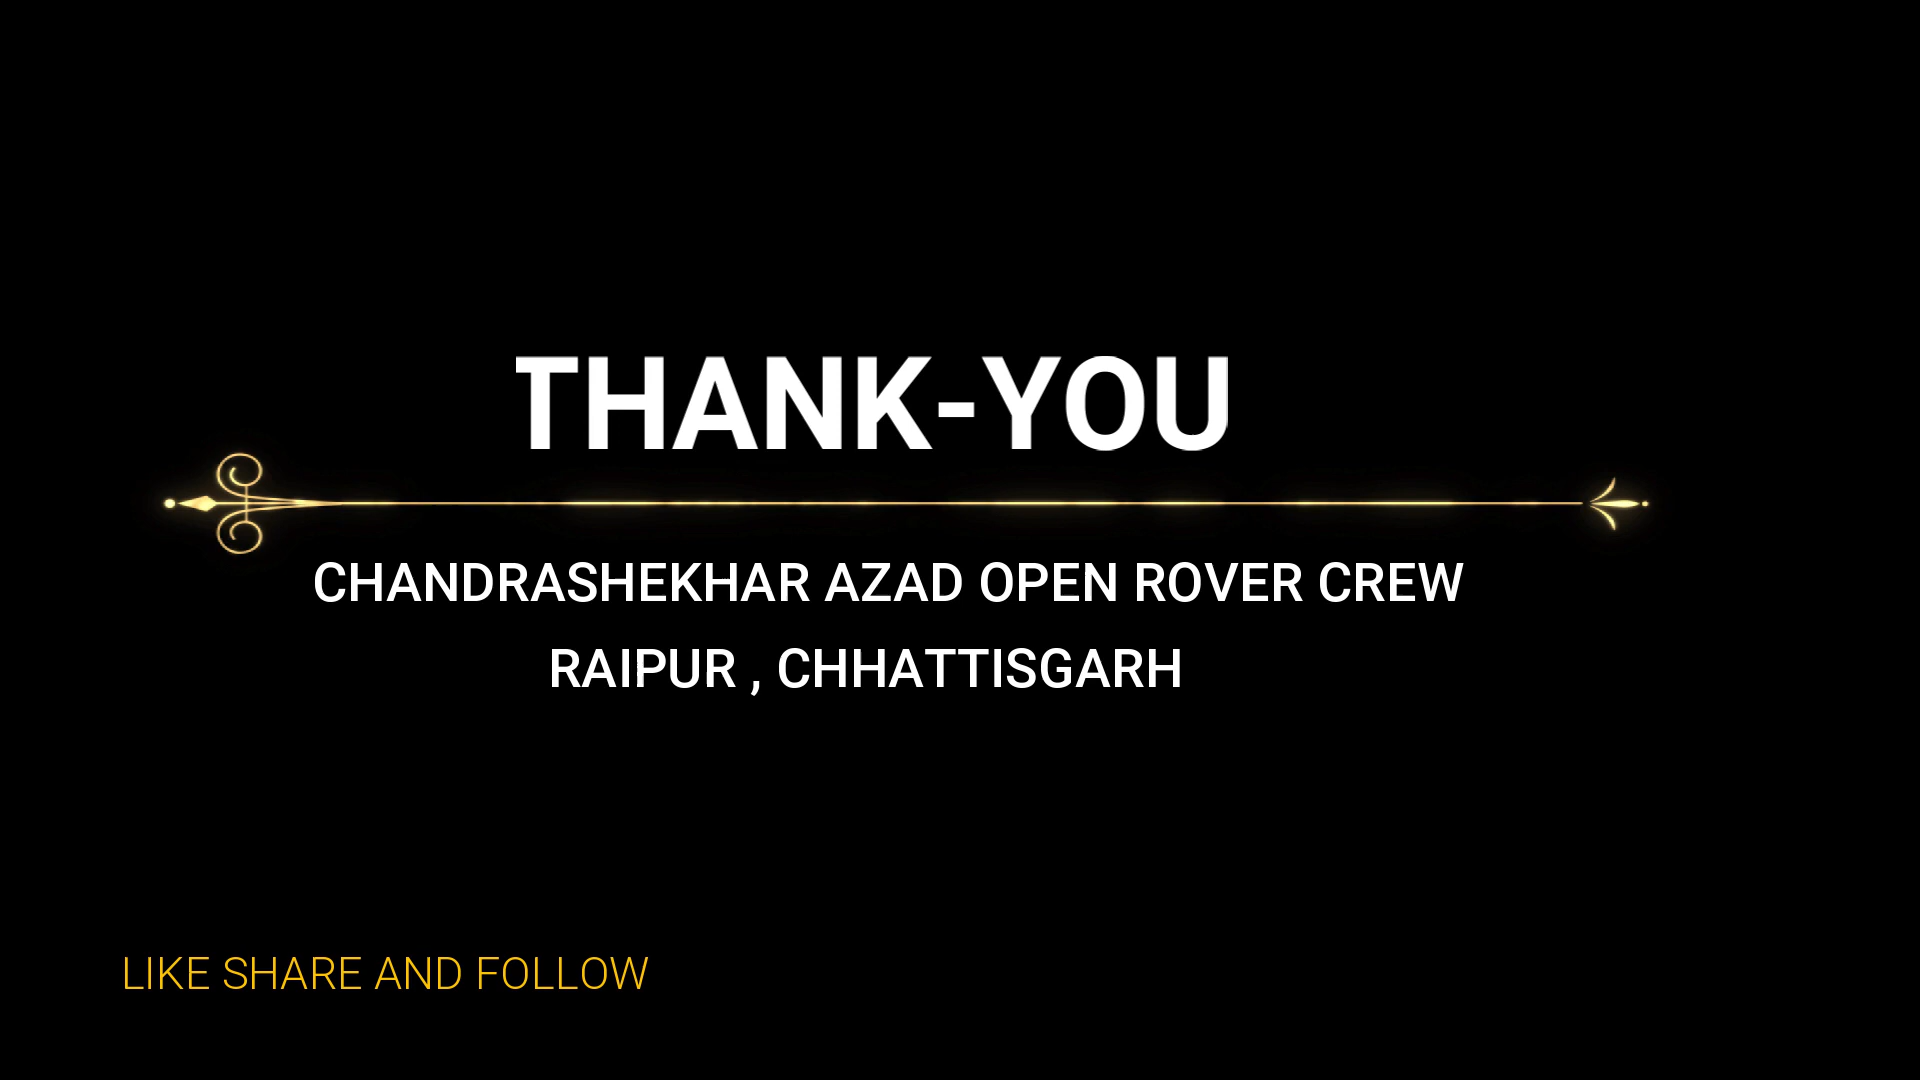 THANK-YOU
CHANDRASHEKHAR AZAD OPEN ROVER CREW
RAIPUR , CHHATTISGARH
LIKE SHARE AND FOLLOW